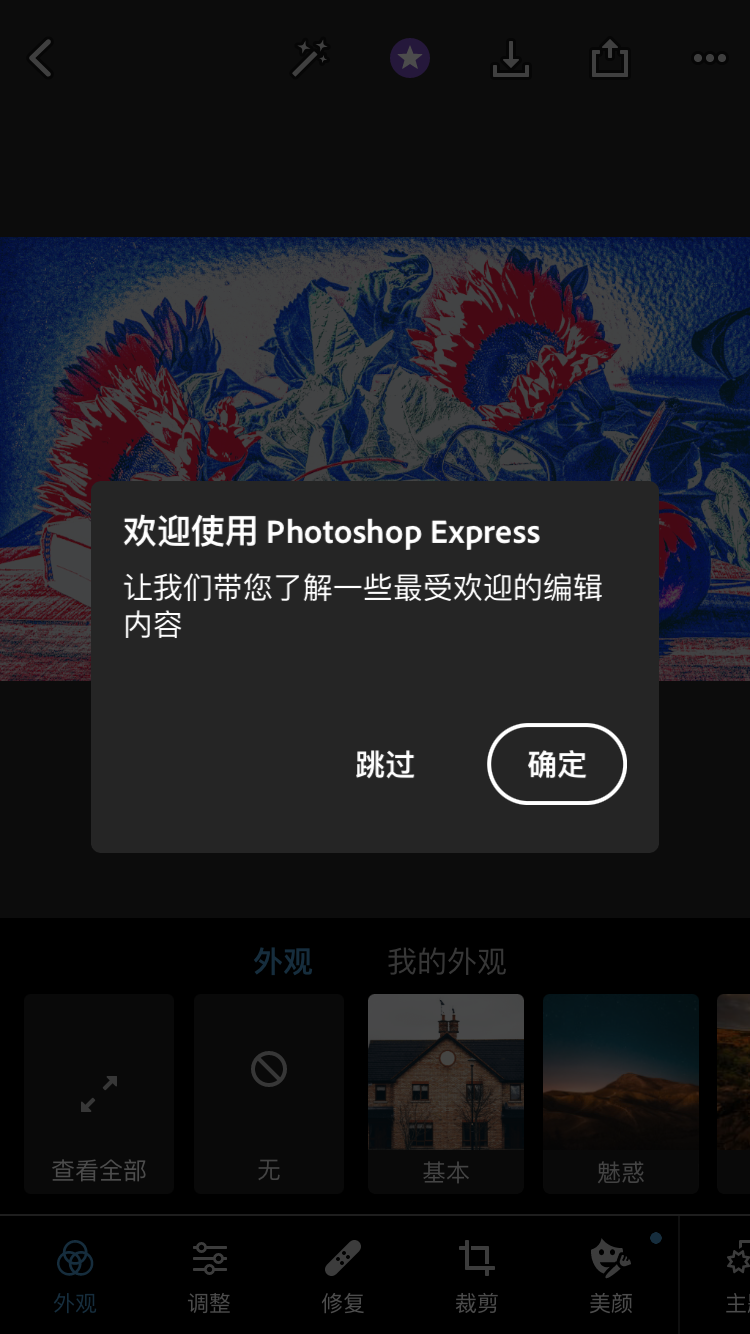 欢迎使用 Photoshop Express
让我们带您了解一些最受欢迎的编辑
内容
跳过
确定
外观
我的外观
查看全部
无
基本
魅惑
外观
调整
修复
裁剪
美颜